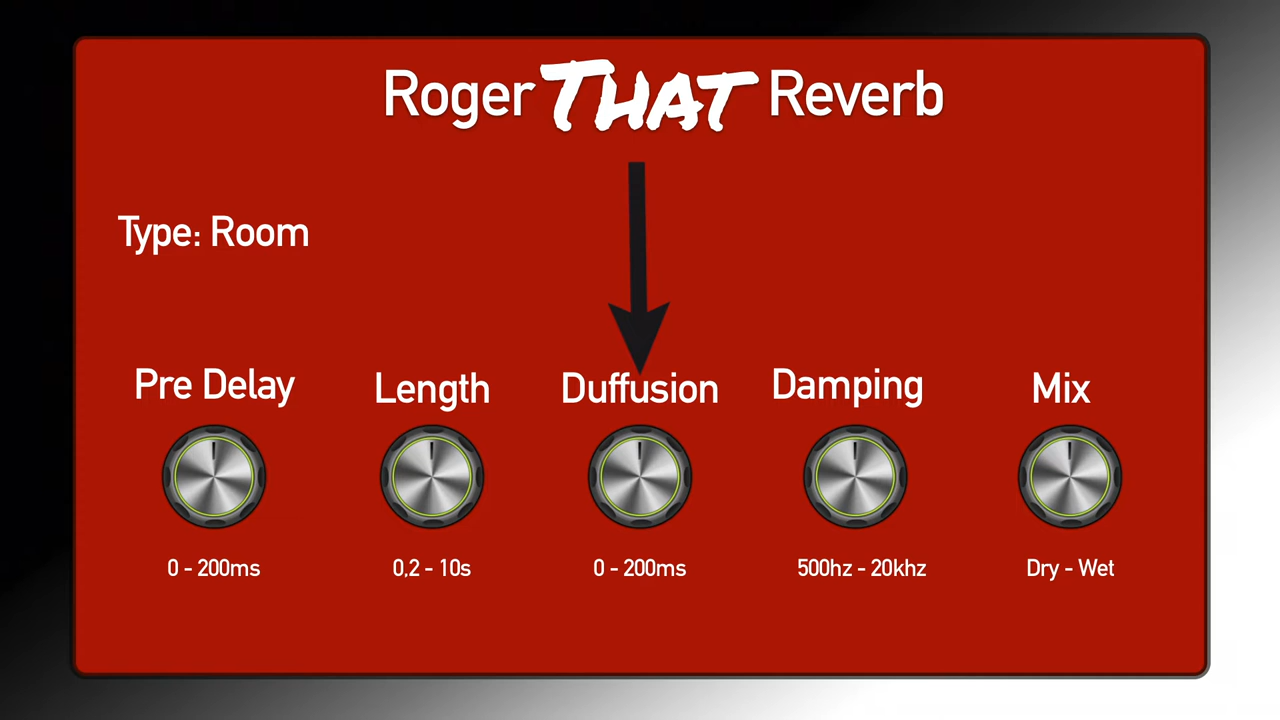 Roger THAT Reverb
Type: Room
Pre Delay Length Duffusion Damping Mix
0 - 200ms 0,2 - 10s 0 - 200ms 500hz - 20khz Dry - Wet